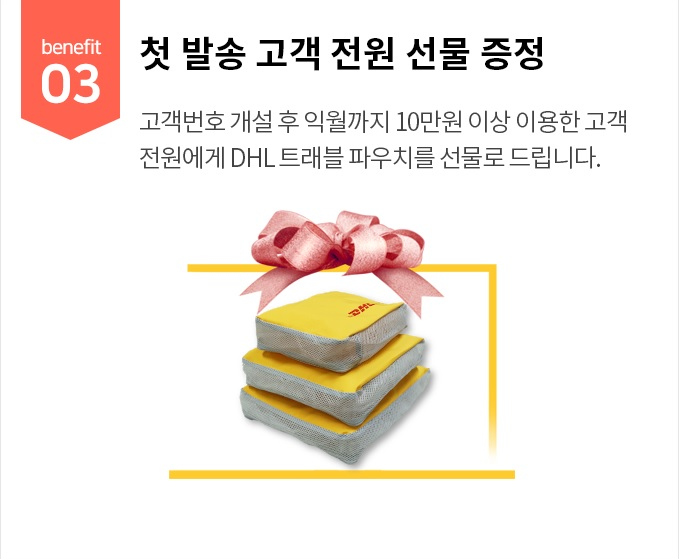 benefit
03
첫 발송 고객 전원 선물 증정
고객번호 개설 후 익월까지 10만원 이상 이용한 고객
전원에게 DHL 트래블 파우치를 선물로 드립니다.
DHL